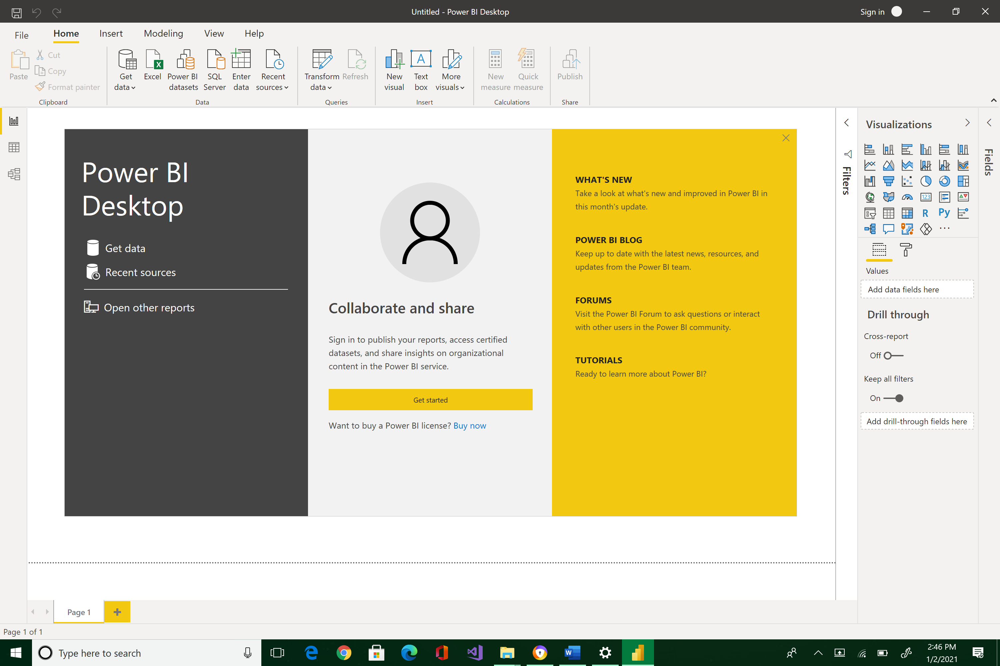 Untitled - Power BI Desktop
Sign in
File
Home
Insert
Modeling
View
Help
Paste
Cut
Copy
Format painter
Clipboard
Get data
Excel
Power BI datasets
SQL Server
Enter data
Recent sources
Data
Transform data
Refresh
Queries
New visual
A
Text box
More visuals
Insert
New measure
Quick measure
Calculations
Publish
Share
Power BI
Desktop
Get data
Recent sources
Open other reports
Collaborate and share
Sign in to publish your reports, access certified
datasets, and share insights on organizational
content in the Power BI service.
Get started
Want to buy a Power BI license? Buy now
WHAT'S NEW
Take a look at what's new and improved in Power BI in
this month's update.
POWER BI BLOG
Keep up to date with the latest news, resources, and
updates from the Power BI team.
FORUMS
Visit the Power BI Forum to ask questions or interact
with other users in the Power BI community.
TUTORIALS
Ready to learn more about Power BI?
Filters
Visualizations
123
R
Py
Values
Add data fields here
Drill through
Cross-report
Off
Keep all filters
On
Add drill-through fields here
Fields
Page 1
Page 1 of 1
Type here to search
W
2:46 PM
1/2/2021